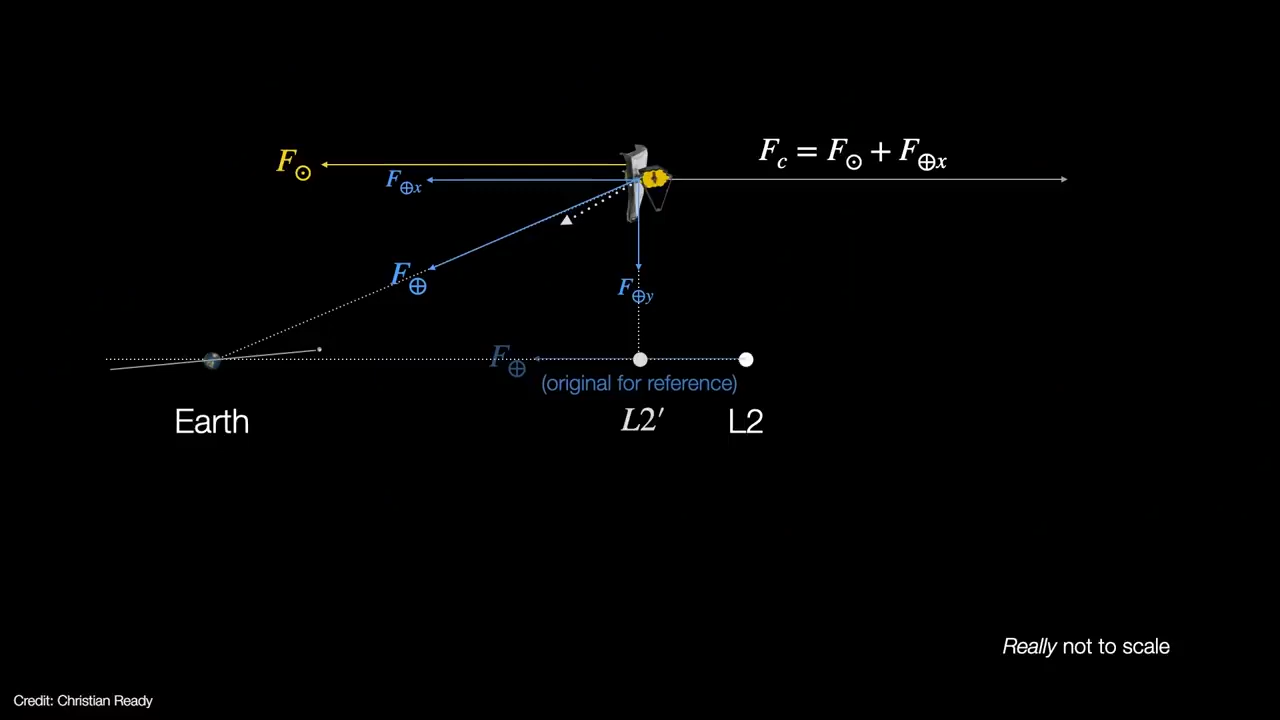 F☉
F⊕x
Fc = F☉ + F⊕x
F⊕
F⊕y
F⊕
(original for reference)
Earth
L2′
L2
Really not to scale
Credit: Christian Ready